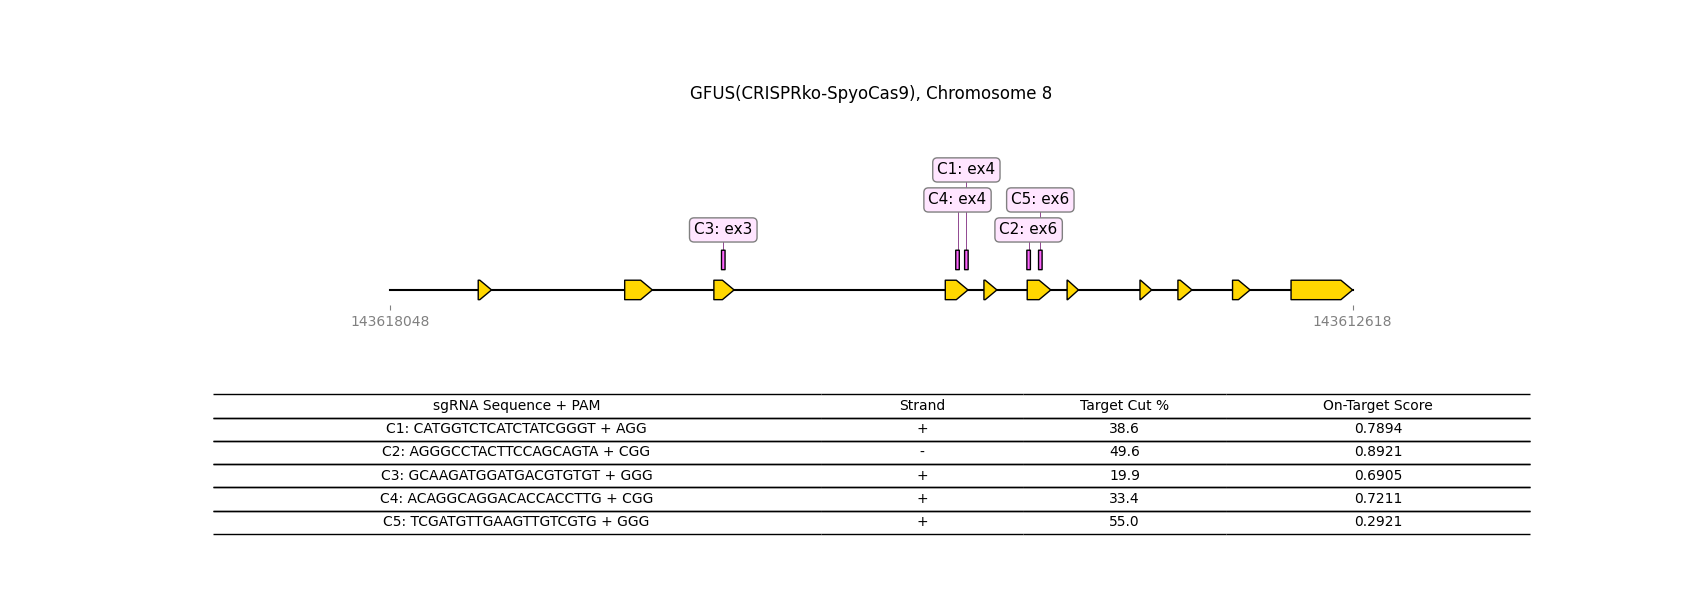 GFUS(CRISPRko-SpyoCas9), Chromosome 8
C1: ex4
C4: ex4
C5: ex6
C3: ex3
C2: ex6
143618048
143612618
sgRNA Sequence + PAM Strand Target Cut % On-Target Score
C1: CATGGTCTCATCTATCGGGT + AGG + 38.6 0.7894
C2: AGGGCCTACTTCCAGCAGTA + CGG - 49.6 0.8921
C3: GCAAGATGGATGACGTGTGT + GGG + 19.9 0.6905
C4: ACAGGCAGGACACCACCTTG + CGG + 33.4 0.7211
C5: TCGATGTTGAAGTTGTCGTG + GGG + 55.0 0.2921